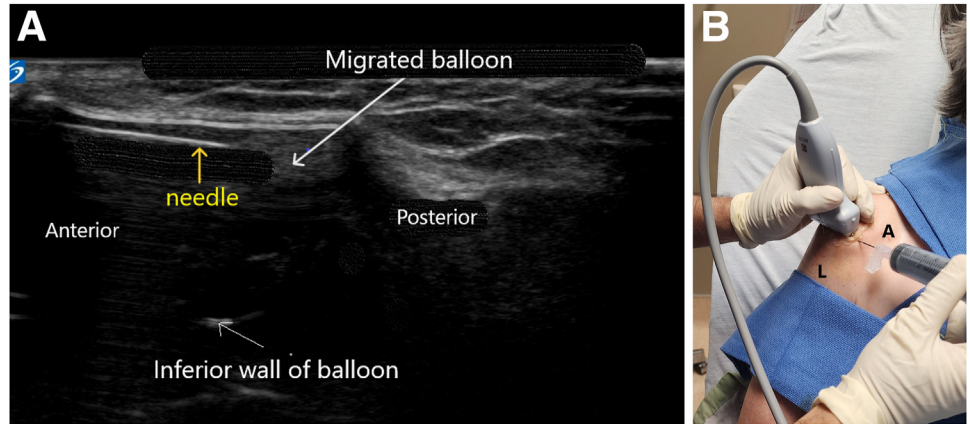 A
Migrated balloon
needle
Anterior
Posterior
Inferior wall of balloon
B
A
L